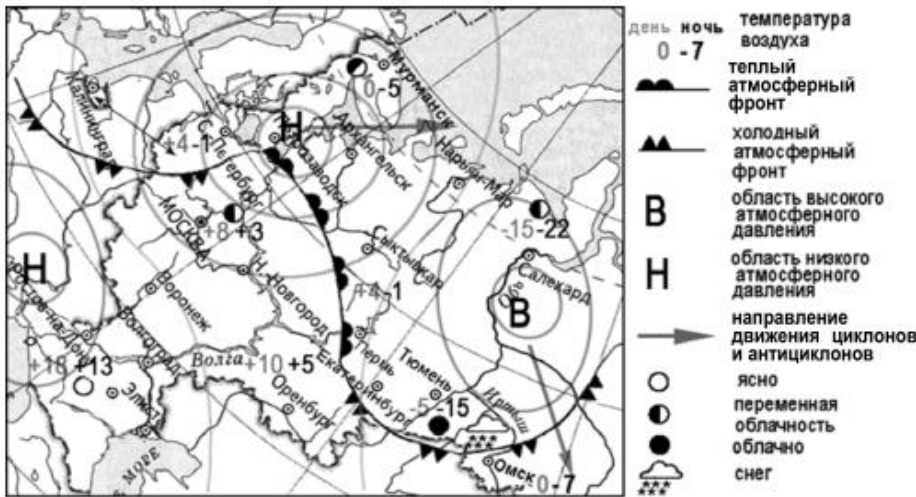 Мурманск
0-5
Калининград
С.Петербург
Н
Петрозаводск
Архангельск
Нарьян-Мар
+4-1
МОСКВА
+8+3
-15-22
Салехард
Обь
В
Сыктывкар
+4-1
Н
Н. Новгород
Воронеж
Ростов-на-Дону
Волгоград
Волга
+10+5
+18+13
Элиста
Пермь
Екатеринбург
Тюмень
Иртыш
Оренбург
-5-15
Омск
0-7
МОРЕ
день ночь
0 -7
температура
воздуха
теплый
атмосферный
фронт
холодный
атмосферный
фронт
В
область высокого
атмосферного
давления
Н
область низкого
атмосферного
давления
направление
движения циклонов
и антициклонов
ясно
переменная
облачность
облачно
снег